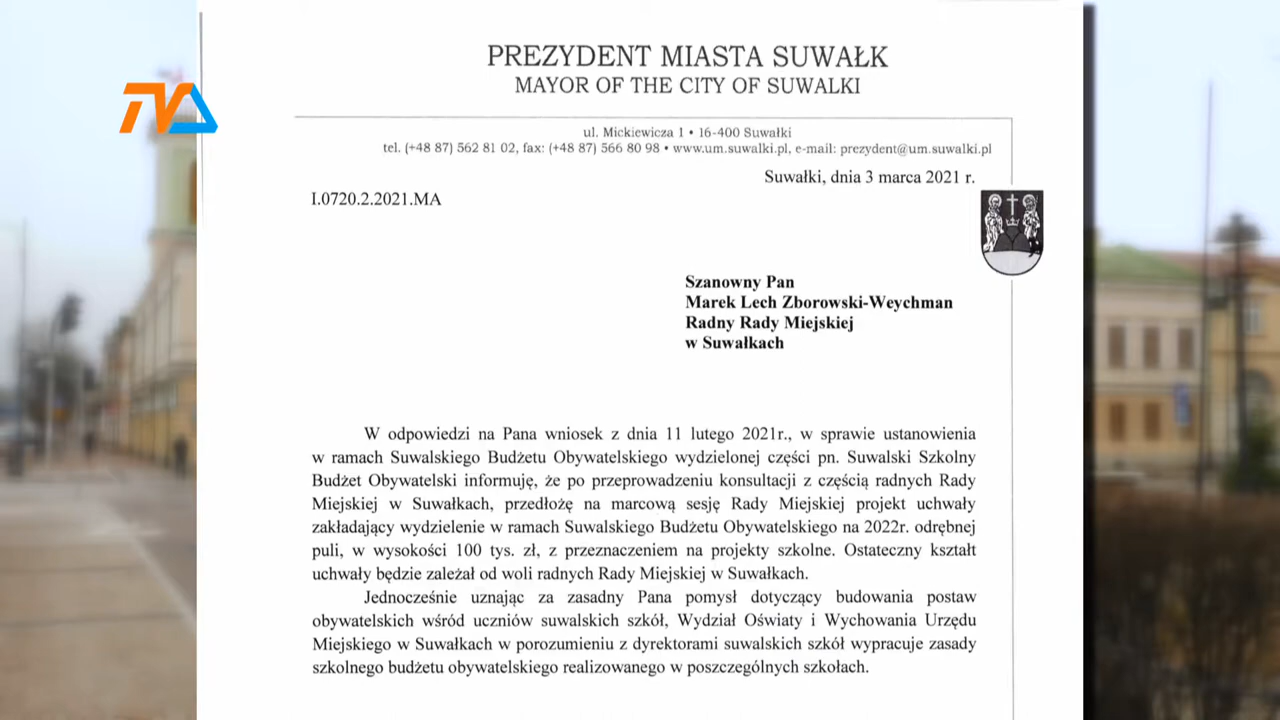 TVS
PREZYDENT MIASTA SUWAŁK
MAYOR OF THE CITY OF SUWALKI
ul. Mickiewicza 1 • 16-400 Suwałki
tel. (+48 87) 562 81 02, fax: (+48 87) 566 80 98 • www.um.suwalki.pl, e-mail: prezydent@um.suwalki.pl
Suwałki, dnia 3 marca 2021 r.
I.0720.2.2021.MA
Szanowny Pan
Marek Lech Zborowski-Weychman
Radny Rady Miejskiej
w Suwałkach
W odpowiedzi na Pana wniosek z dnia 11 lutego 2021r., w sprawie ustanowienia
w ramach Suwalskiego Budżetu Obywatelskiego wydzielonej części pn. Suwalski Szkolny
Budżet Obywatelski informuję, że po przeprowadzeniu konsultacji z częścią radnych Rady
Miejskiej w Suwałkach, przedłożę na marcową sesję Rady Miejskiej projekt uchwały
zakładający wydzielenie w ramach Suwalskiego Budżetu Obywatelskiego na 2022r. odrębnej
puli, w wysokości 100 tys. zł, z przeznaczeniem na projekty szkolne. Ostateczny kształt
uchwały będzie zależał od woli radnych Rady Miejskiej w Suwałkach.
Jednocześnie uznając za zasadny Pana pomysł dotyczący budowania postaw
obywatelskich wśród uczniów suwalskich szkół, Wydział Oświaty i Wychowania Urzędu
Miejskiego w Suwałkach w porozumieniu z dyrektorami suwalskich szkół wypracuje zasady
szkolnego budżetu obywatelskiego realizowanego w poszczególnych szkołach.